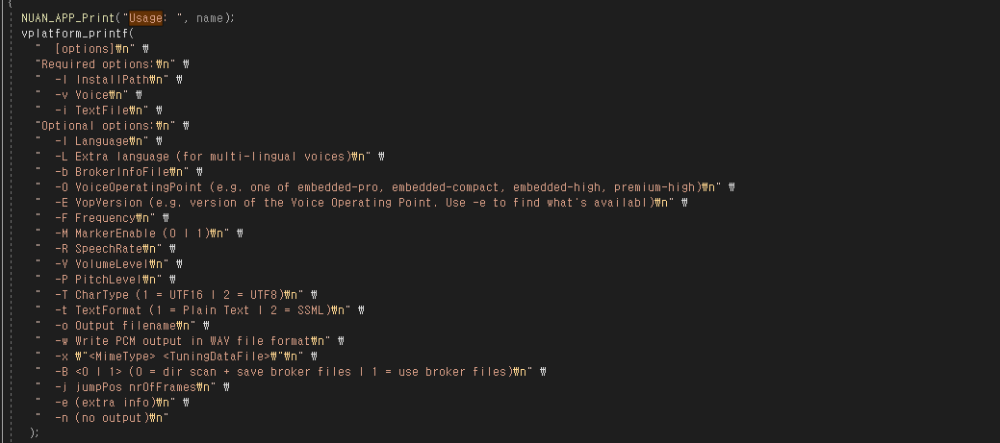 {
NUAN_APP_Print("Usage: ", name);
vplatform_printf(
"  [options]₩n" ₩
"Required options:₩n" ₩
"  -I InstallPath₩n" ₩
"  -v Voice₩n" ₩
"  -i TextFile₩n" ₩
"Optional options:₩n" ₩
"  -l Language₩n" ₩
"  -L Extra language (for multi-lingual voices)₩n" ₩
"  -b BrokerInfoFile₩n" ₩
"  -O VoiceOperatingPoint (e.g. one of embedded-pro, embedded-compact, embedded-high, premium-high)₩n" ₩
"  -E VopVersion (e.g. version of the Voice Operating Point. Use -e to find what's availabl)₩n" ₩
"  -F Frequency₩n" ₩
"  -M MarkerEnable (0 | 1)₩n" ₩
"  -R SpeechRate₩n" ₩
"  -V VolumeLevel₩n" ₩
"  -P PitchLevel₩n" ₩
"  -T CharType (1 = UTF16 | 2 = UTF8)₩n" ₩
"  -t TextFormat (1 = Plain Text | 2 = SSML)₩n" ₩
"  -o Output filename₩n" ₩
"  -w Write PCM output in WAV file format₩n" ₩
"  -x ₩"<MimeType> <TuningDataFile>₩"₩n" ₩
"  -B <0 | 1> (0 = dir scan + save broker files | 1 = use broker files)₩n" ₩
"  -j jumpPos nrOfFrames₩n" ₩
"  -e (extra info)₩n" ₩
"  -n (no output)₩n"
);